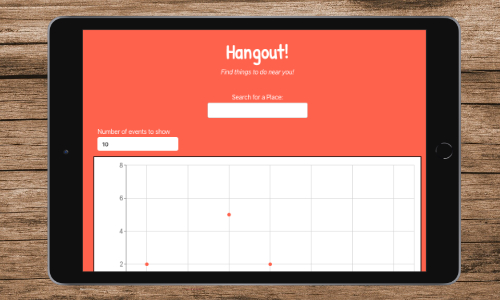 Hangout!
Find things to do near you!
Search for a Place:
Number of events to show
10
8
6
4
2